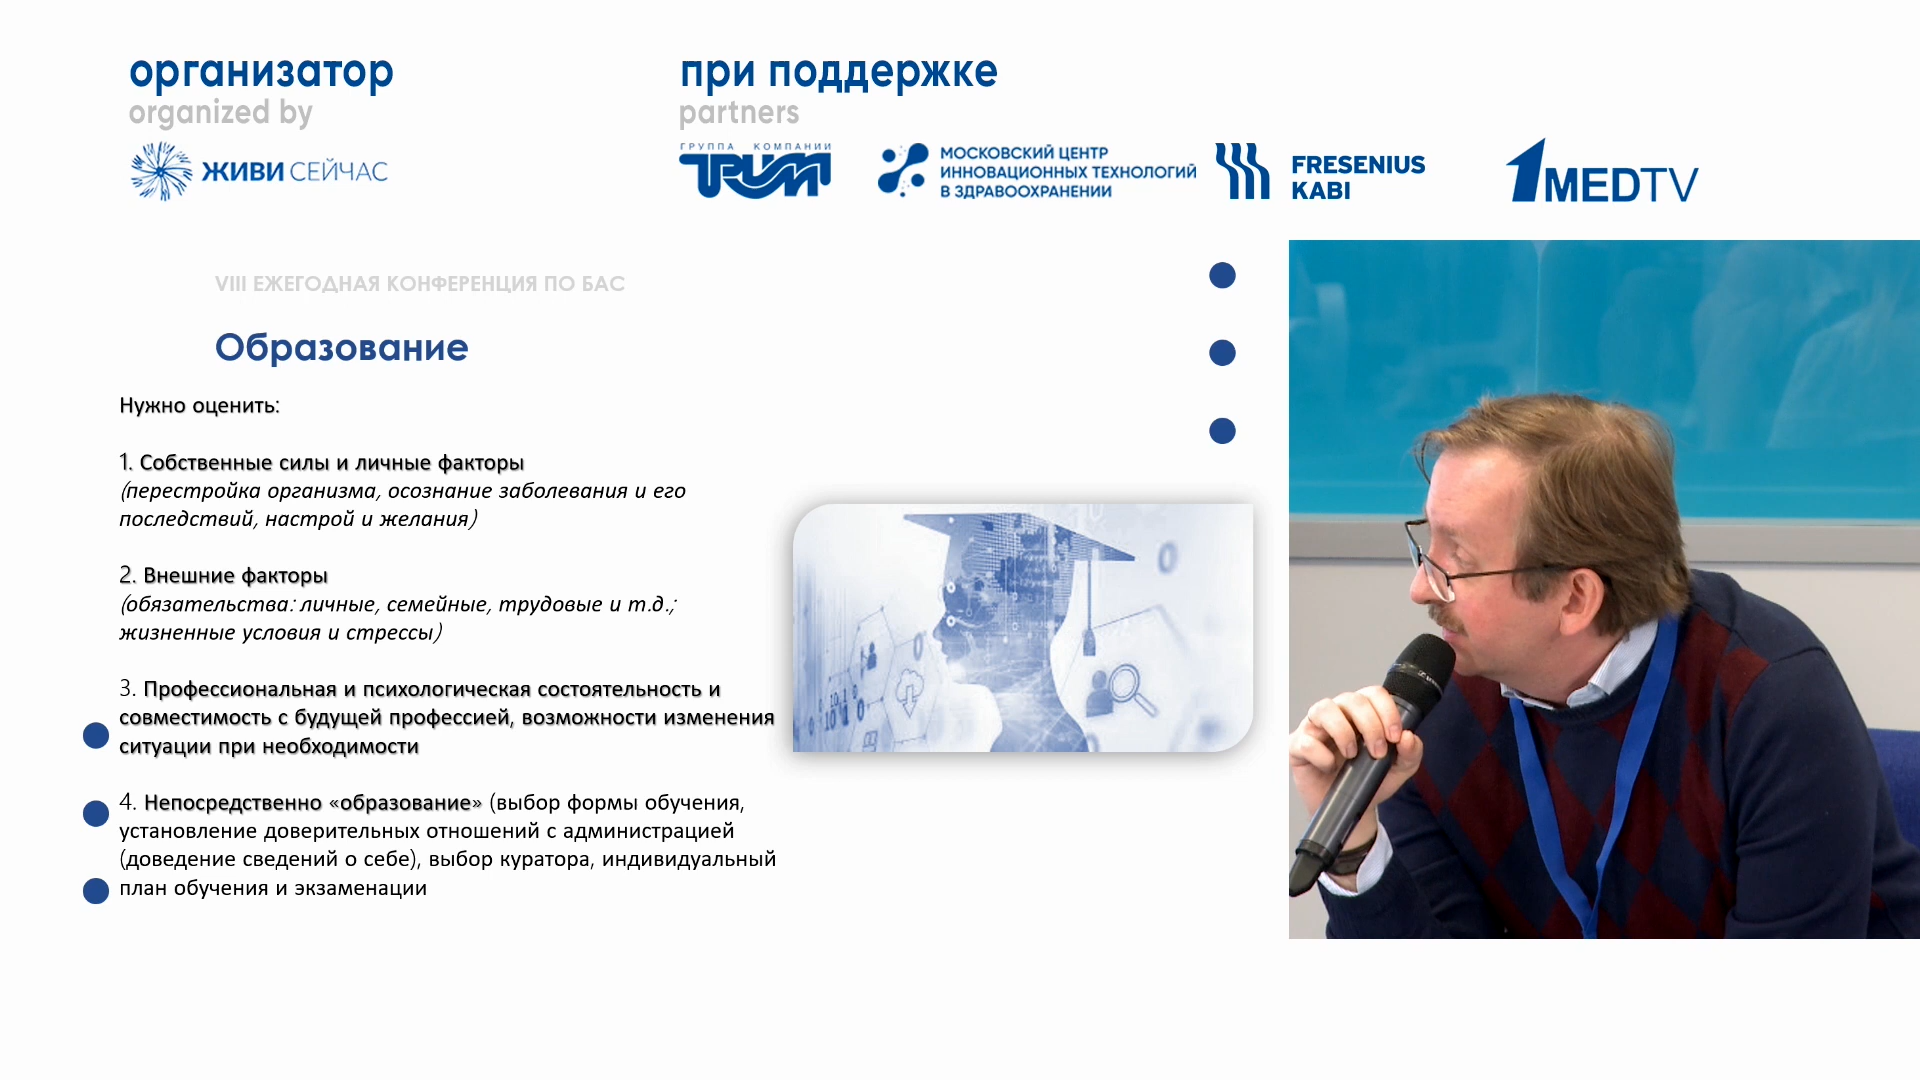 организатор
organized by
ЖИВИ СЕЙЧАС
при поддержке
partners
ГРУППА КОМПАНИИ
ТРИМ
МОСКОВСКИЙ ЦЕНТР
ИННОВАЦИОННЫХ ТЕХНОЛОГИЙ
В ЗДРАВООХРАНЕНИИ
FRESENIUS
KABI
1MEDTV
VIII ЕЖЕГОДНАЯ КОНФЕРЕНЦИЯ ПО БАС
Образование
Нужно оценить:
1. Собственные силы и личные факторы
(перестройка организма, осознание заболевания и его
последствий, настрой и желания)
2. Внешние факторы
(обязательства: личные, семейные, трудовые и т.д.;
жизненные условия и стрессы)
3. Профессиональная и психологическая состоятельность и
совместимость с будущей профессией, возможности изменения
ситуации при необходимости
4. Непосредственно «образование» (выбор формы обучения,
установление доверительных отношений с администрацией
(доведение сведений о себе), выбор куратора, индивидуальный
план обучения и экзаменации